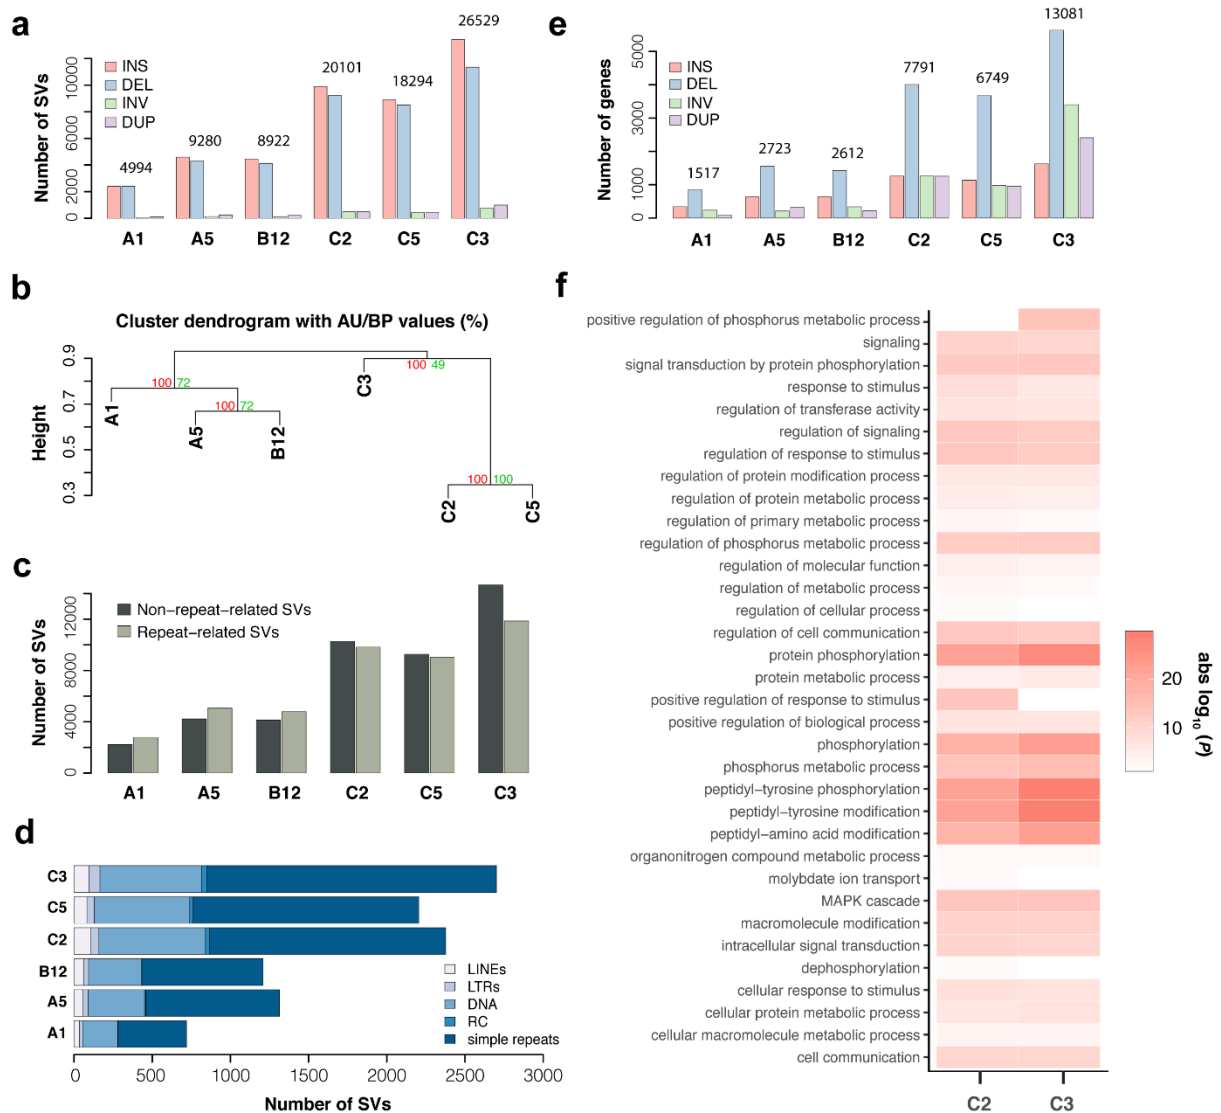 a
Number of SVs
0
2000
6000
10000
INS
DEL
INV
DUP
4994
9280
8922
20101
18294
26529
A1
A5
B12
C2
C5
C3
b
Cluster dendrogram with AU/BP values (%)
Height
0.3
0.5
0.7
0.9
100 72
100 72
100 49
100 100
A1
A5
B12
C3
C2
C5
c
Number of SVs
0
4000
8000
12000
Non−repeat−related SVs
Repeat−related SVs
A1
A5
B12
C2
C5
C3
d
C3
C5
C2
B12
A5
A1
LINEs
LTRs
DNA
RC
simple repeats
0 500 1000 1500 2000 2500 3000
Number of SVs
e
Number of genes
0
1000
3000
5000
INS
DEL
INV
DUP
1517
2723
2612
7791
6749
13081
A1
A5
B12
C2
C5
C3
f
positive regulation of phosphorus metabolic process
signaling
signal transduction by protein phosphorylation
response to stimulus
regulation of transferase activity
regulation of signaling
regulation of response to stimulus
regulation of protein modification process
regulation of protein metabolic process
regulation of primary metabolic process
regulation of phosphorus metabolic process
regulation of molecular function
regulation of metabolic process
regulation of cellular process
regulation of cell communication
protein phosphorylation
protein metabolic process
positive regulation of response to stimulus
positive regulation of biological process
phosphorylation
phosphorus metabolic process
peptidyl−tyrosine phosphorylation
peptidyl−tyrosine modification
peptidyl−amino acid modification
organonitrogen compound metabolic process
molybdate ion transport
MAPK cascade
macromolecule modification
intracellular signal transduction
dephosphorylation
cellular response to stimulus
cellular protein metabolic process
cellular macromolecule metabolic process
cell communication
C2 C3
20
10
abs log10 (P)